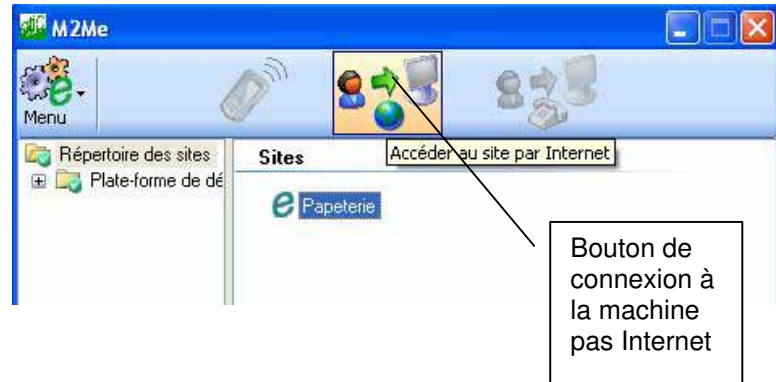 M2Me
Menu
Répertoire des sites
Plate-forme de dé
Sites
Accéder au site par Internet
Papeterie
Bouton de
connexion à
la machine
pas Internet